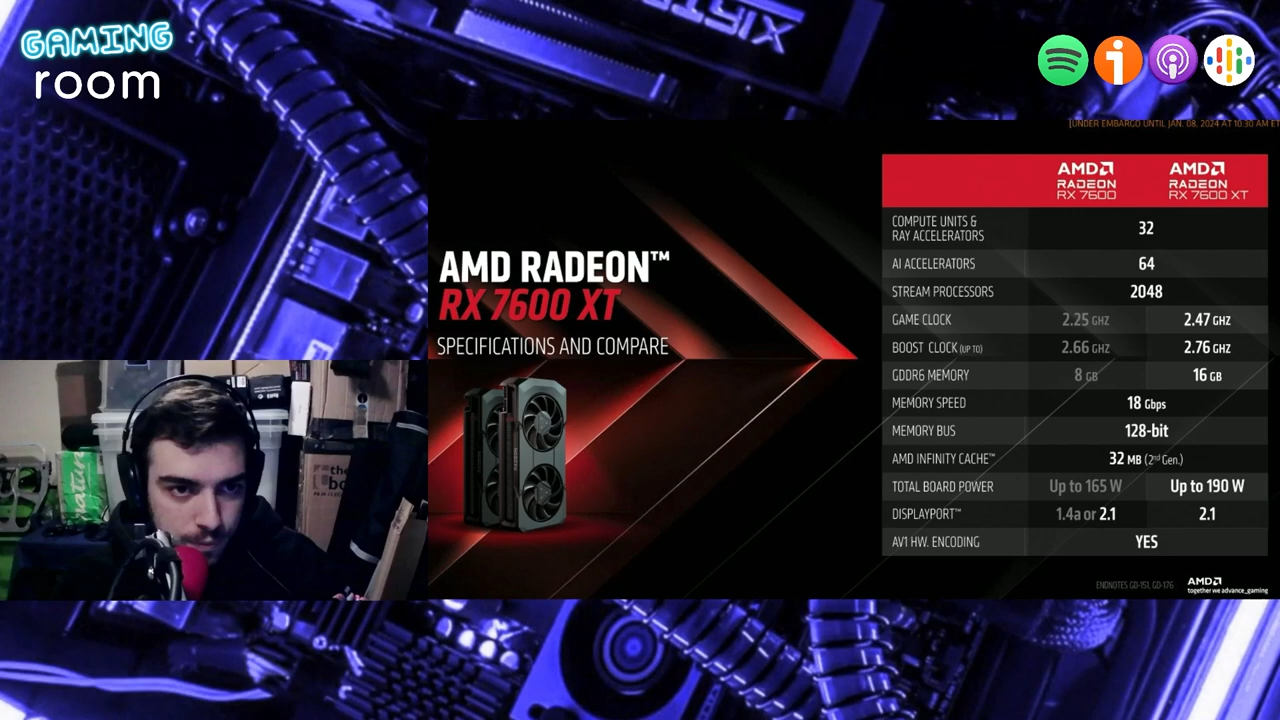 GAMING
room
[UNDER EMBARGO UNTIL JAN. 08, 2024 AT 10:30 AM ET
AMD RADEON™
RX 7600 XT
SPECIFICATIONS AND COMPARE
AMD AMD
RADEON RADEON
RX 7600 RX 7600 XT
COMPUTE UNITS &
RAY ACCELERATORS 32
AI ACCELERATORS 64
STREAM PROCESSORS 2048
GAME CLOCK 2.25 GHZ 2.47 GHZ
BOOST CLOCK (UP TO) 2.66 GHZ 2.76 GHZ
GDDR6 MEMORY 8 GB 16 GB
MEMORY SPEED 18 Gbps
MEMORY BUS 128-bit
AMD INFINITY CACHE™ 32 MB (2nd Gen.)
TOTAL BOARD POWER Up to 165 W Up to 190 W
DISPLAYPORT™ 1.4a or 2.1 2.1
AV1 HW. ENCODING YES
ENDNOTES GD-151, GD-176
AMD
together we advance_gaming